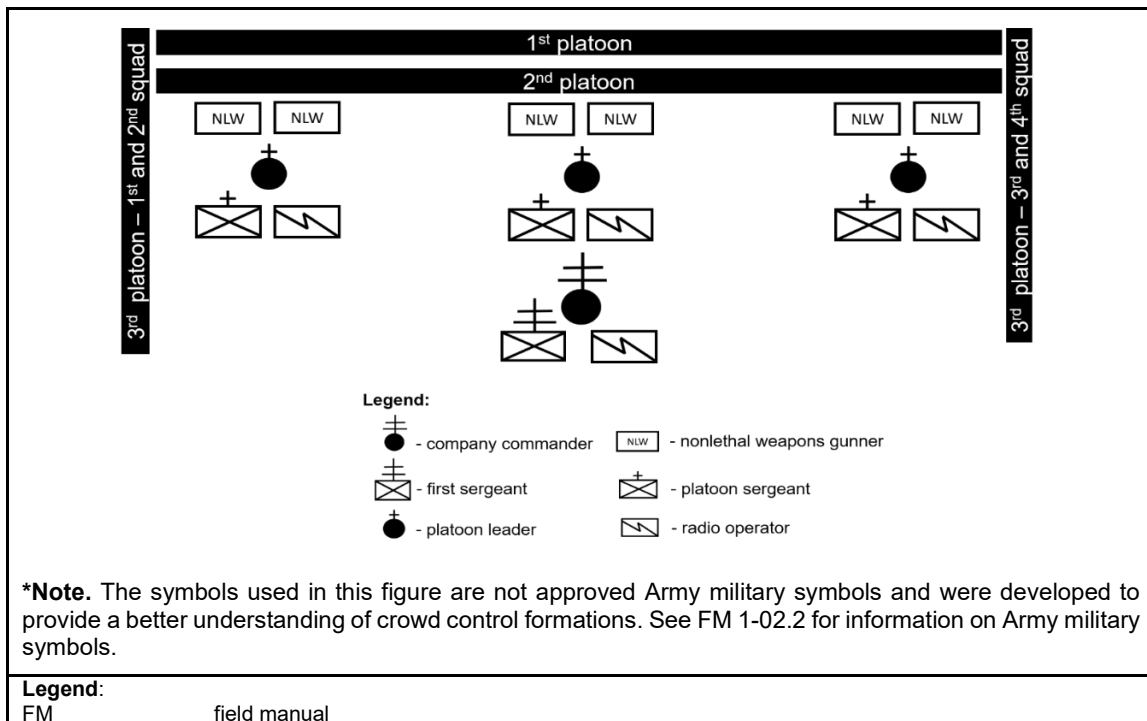 1st platoon
2nd platoon
3rd platoon – 1st and 2nd squad
3rd platoon – 3rd and 4th squad
NLW NLW NLW NLW NLW NLW
Legend:
- company commander NLW - nonlethal weapons gunner
- first sergeant - platoon sergeant
- platoon leader - radio operator
*Note. The symbols used in this figure are not approved Army military symbols and were developed to
provide a better understanding of crowd control formations. See FM 1-02.2 for information on Army military
symbols.
Legend:
FM field manual